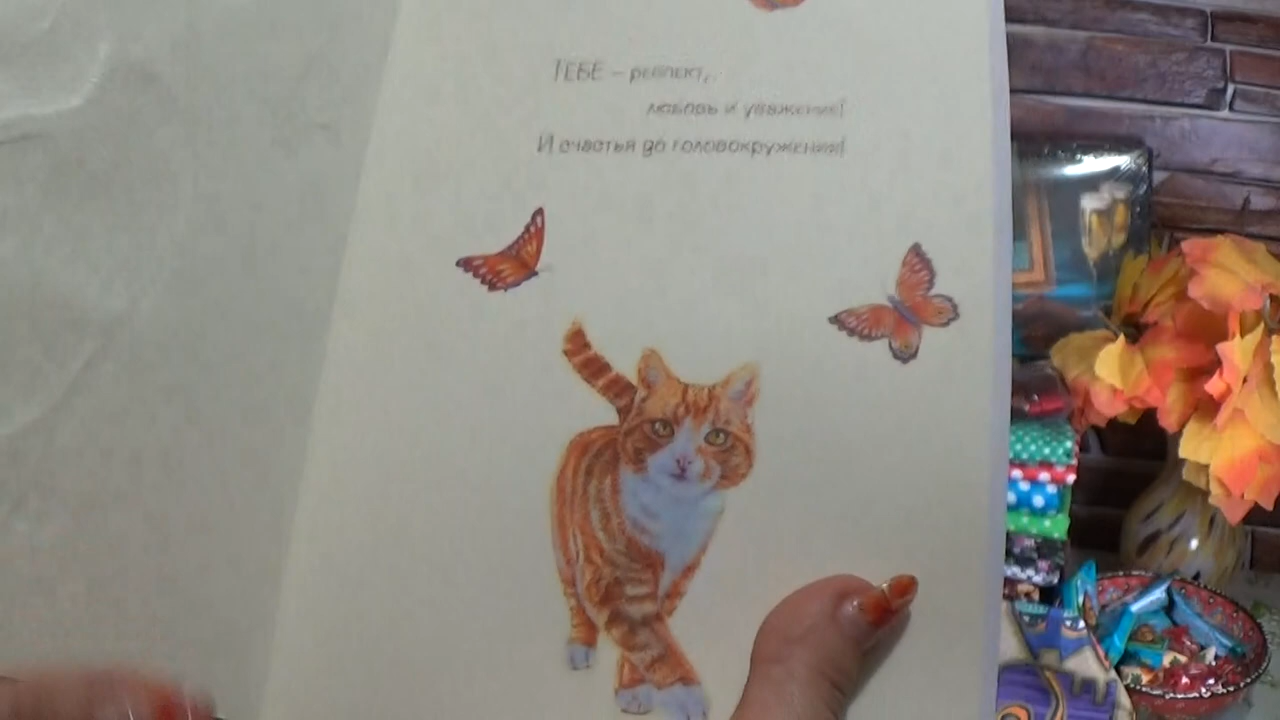 ТЕБЕ – респект,
любовь и уважение!
И счастья до головокружения!